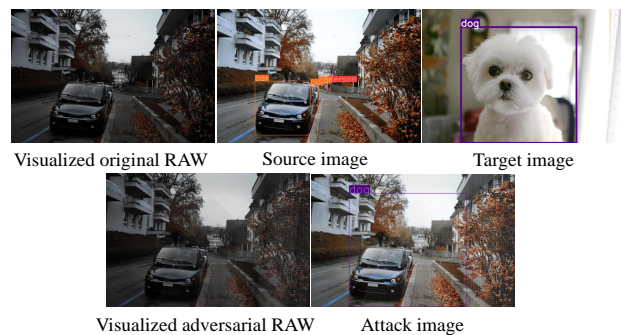 dog
Visualized original RAW
Source image
Target image
dog
Visualized adversarial RAW
Attack image